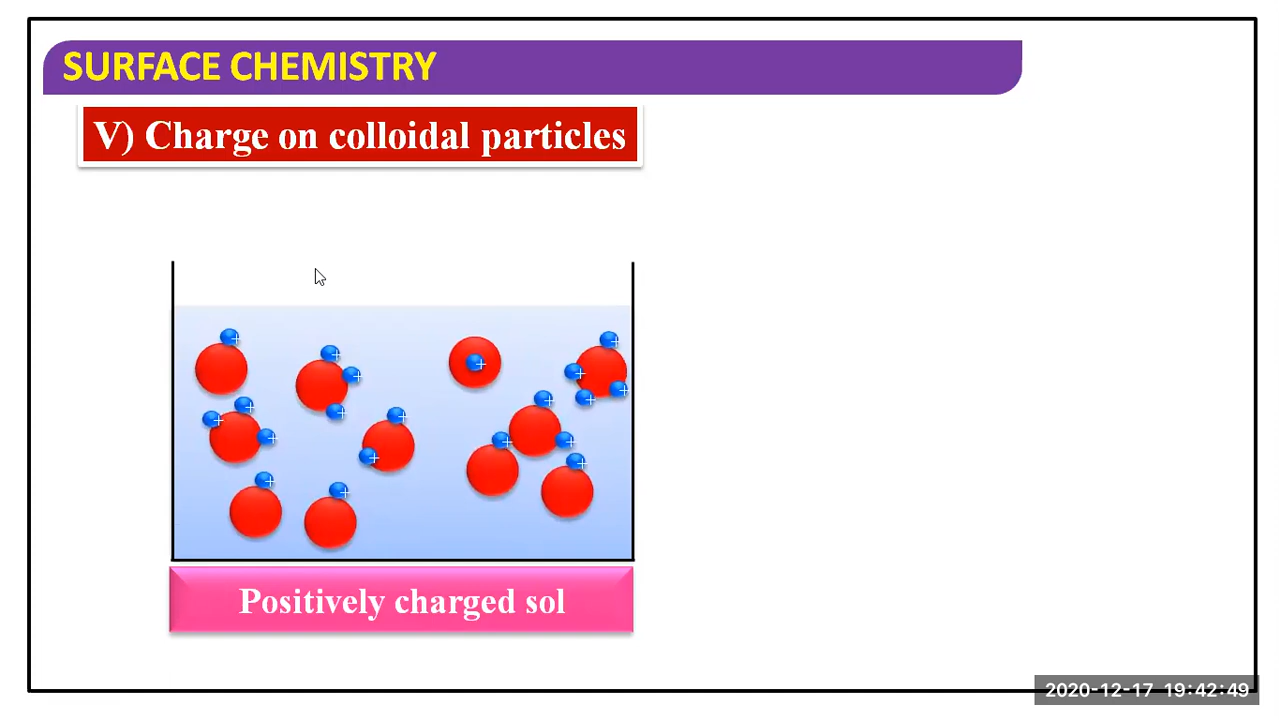 SURFACE CHEMISTRY
V) Charge on colloidal particles
Positively charged sol
2020-12-17 19:42:49